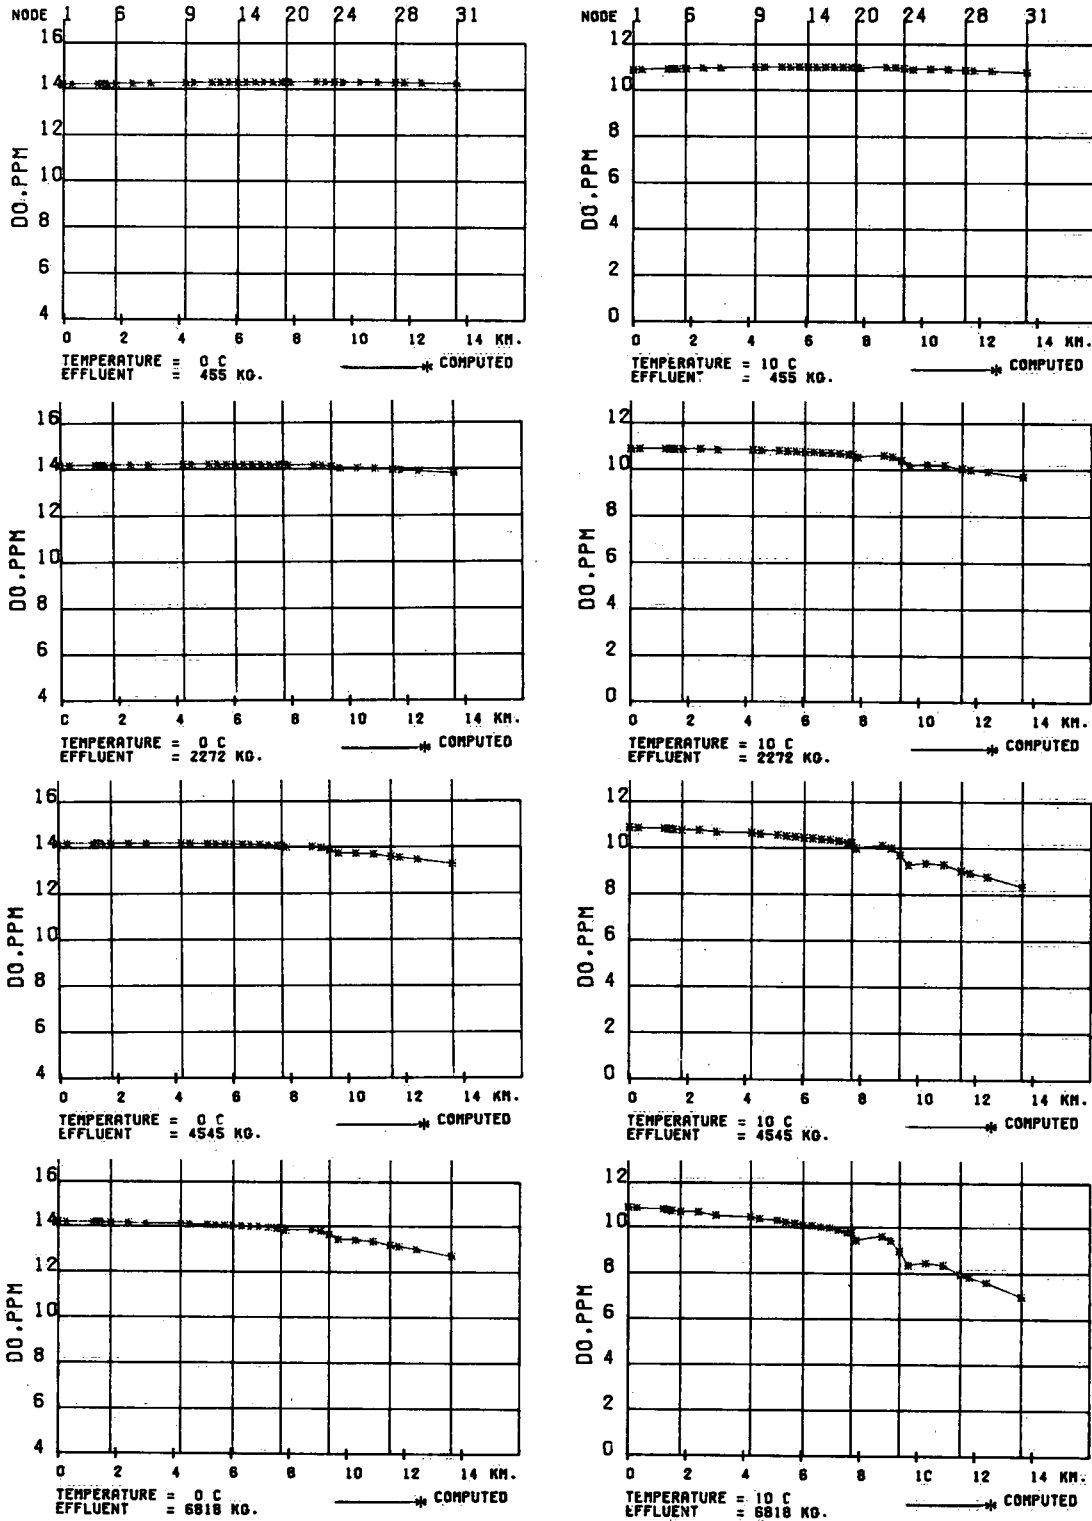 NODE 1 6 9 14 20 24 28 31
16
14
12
10
8
6
4
DO,PPM
0 2 4 6 8 10 12 14 KM.
TEMPERATURE = 0 C
EFFLUENT = 455 KG.
* COMPUTED
NODE 1 6 9 14 20 24 28 31
12
10
8
6
4
2
0
DO,PPM
0 2 4 6 8 10 12 14 KM.
TEMPERATURE = 10 C
EFFLUENT = 455 KG.
* COMPUTED
16
14
12
10
8
6
4
DO,PPM
0 2 4 6 8 10 12 14 KM.
TEMPERATURE = 0 C
EFFLUENT = 2272 KG.
* COMPUTED
12
10
8
6
4
2
0
DO,PPM
0 2 4 6 8 10 12 14 KM.
TEMPERATURE = 10 C
EFFLUENT = 2272 KG.
* COMPUTED
16
14
12
10
8
6
4
DO,PPM
0 2 4 6 8 10 12 14 KM.
TEMPERATURE = 0 C
EFFLUENT = 4545 KG.
* COMPUTED
12
10
8
6
4
2
0
DO,PPM
0 2 4 6 8 10 12 14 KM.
TEMPERATURE = 10 C
EFFLUENT = 4545 KG.
* COMPUTED
16
14
12
10
8
6
4
DO,PPM
0 2 4 6 8 10 12 14 KM.
TEMPERATURE = 0 C
EFFLUENT = 6818 KG.
* COMPUTED
12
10
8
6
4
2
0
DO,PPM
0 2 4 6 8 10 12 14 KM.
TEMPERATURE = 10 C
EFFLUENT = 6818 KG.
* COMPUTED